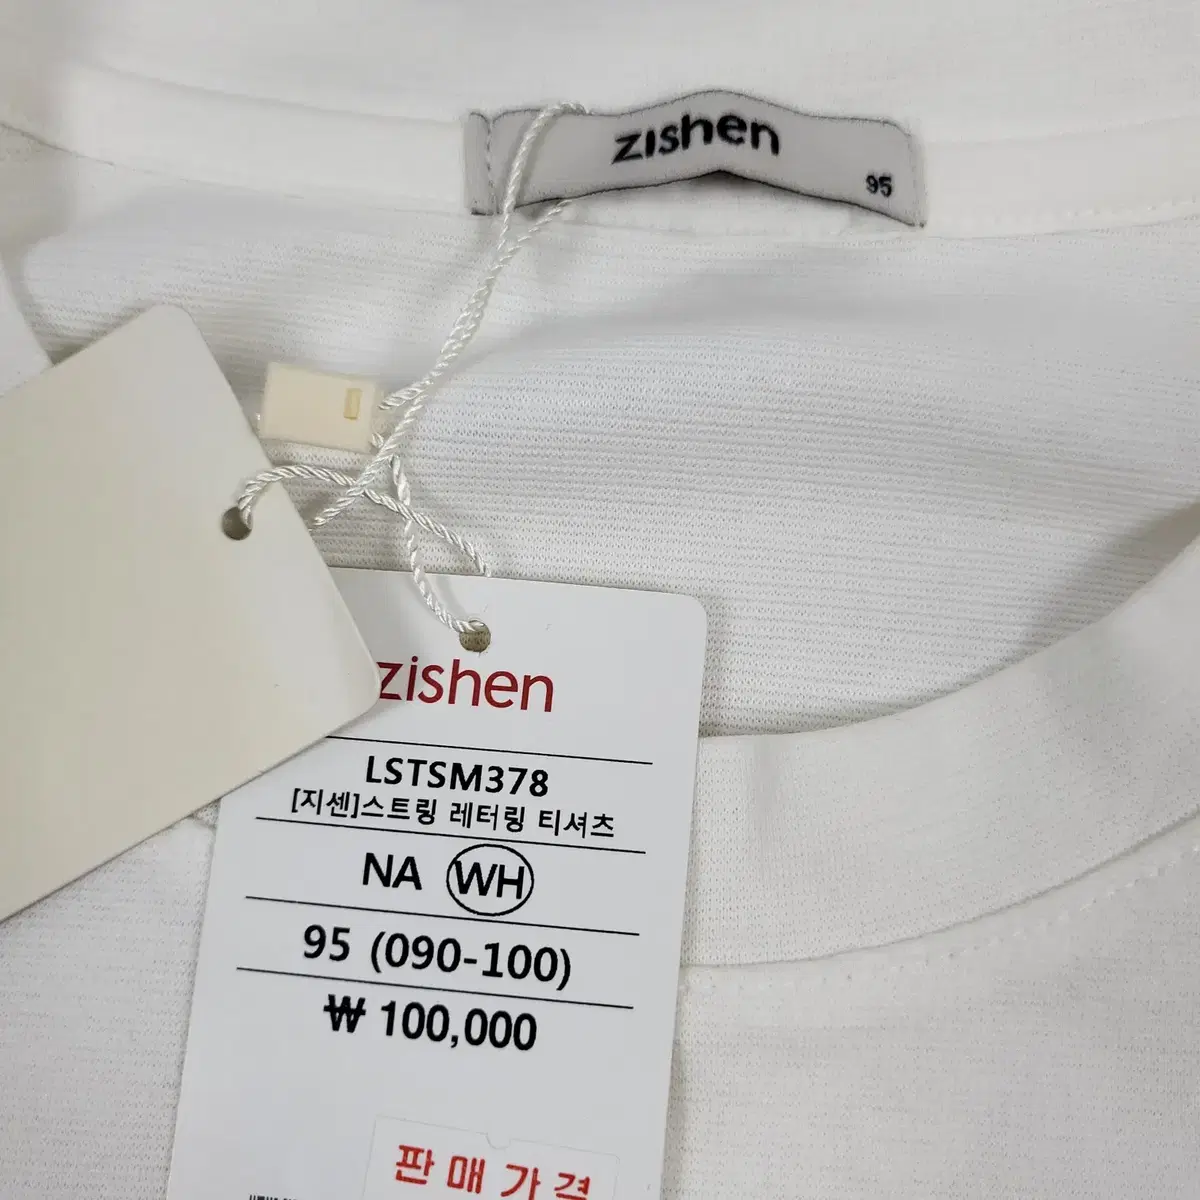 zishen
95
zishen
LSTSM378
[지센]스트링 레터링 티셔츠
NA WH
95 (090-100)
₩ 100,000
판매가격